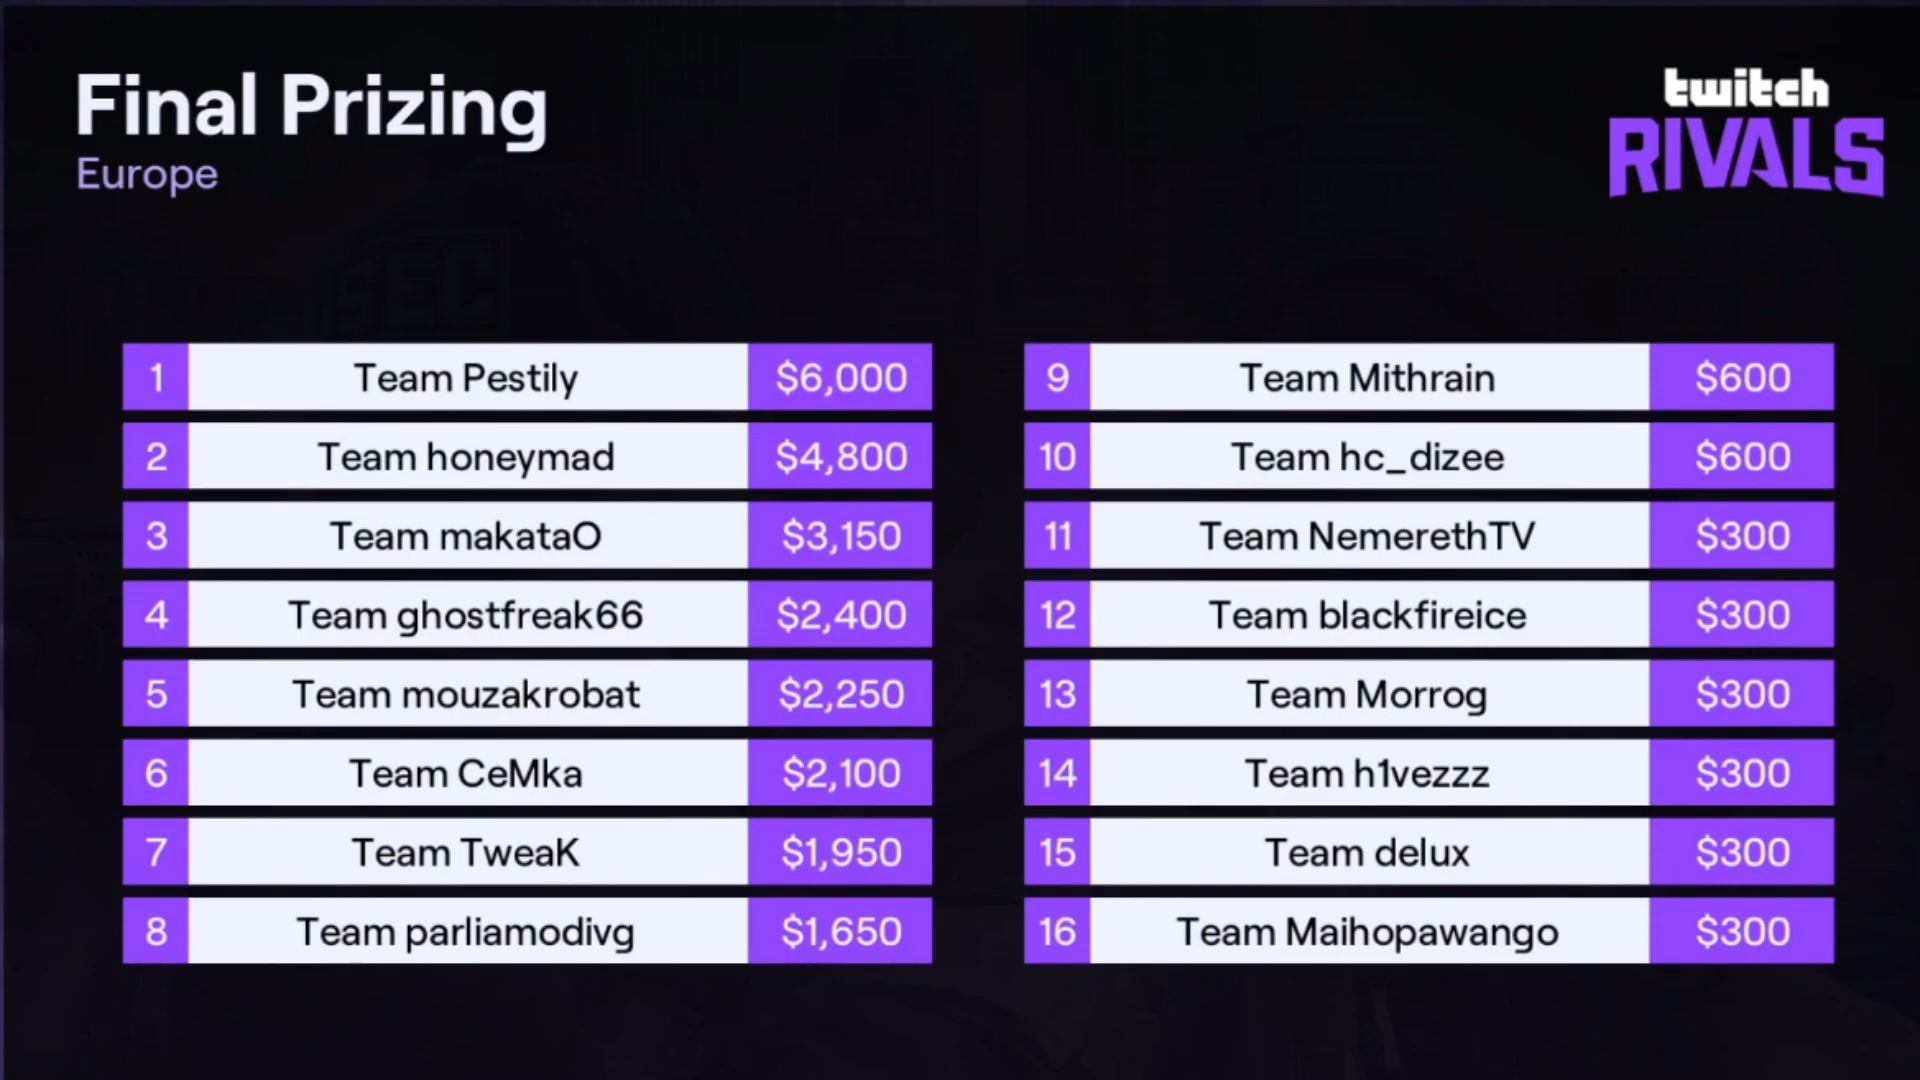 Final Prizing
Europe
twitch
RIVALS
SEC
1 Team Pestily $6,000
2 Team honeymad $4,800
3 Team makataO $3,150
4 Team ghostfreak66 $2,400
5 Team mouzakrobat $2,250
6 Team CeMka $2,100
7 Team TweaK $1,950
8 Team parliamodivg $1,650
9 Team Mithrain $600
10 Team hc_dizee $600
11 Team NemerethTV $300
12 Team blackfireice $300
13 Team Morrog $300
14 Team h1vezzz $300
15 Team delux $300
16 Team Maihopawango $300